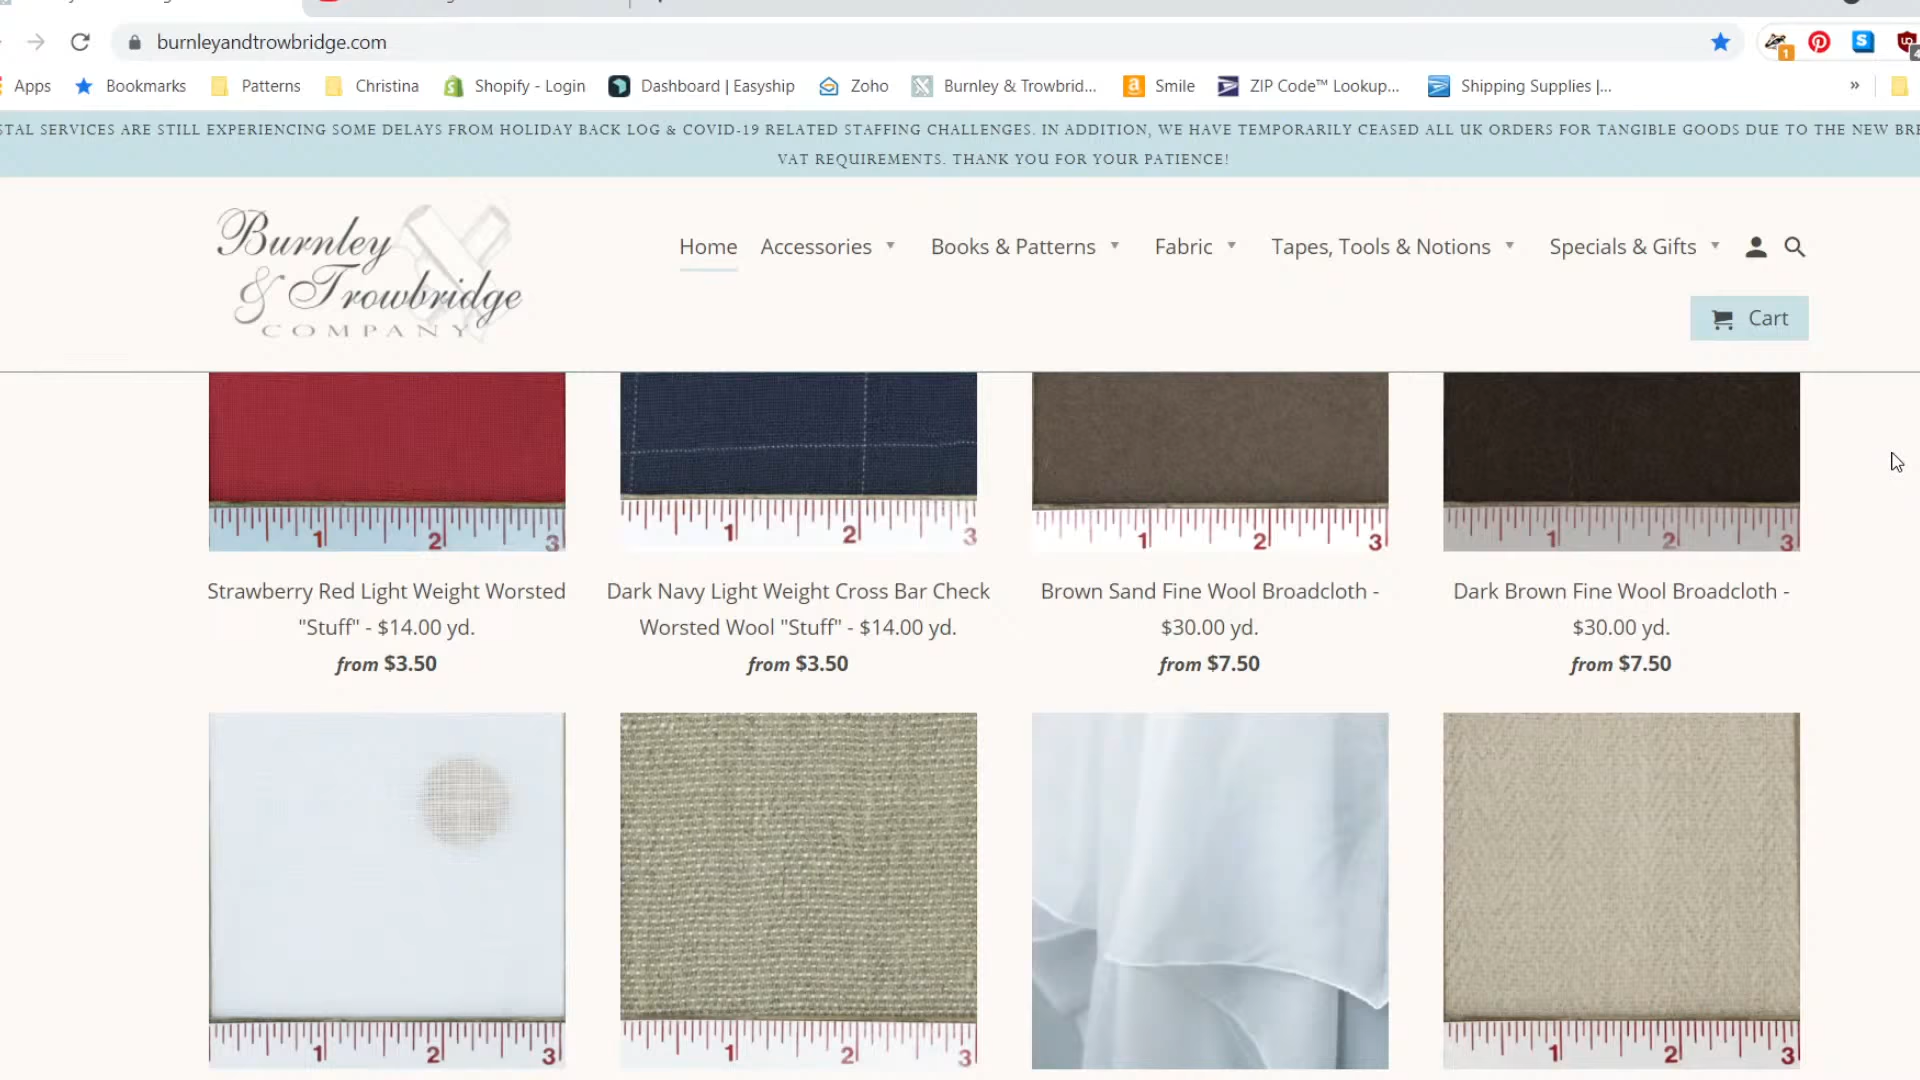 burnleyandtrowbridge.com
Apps Bookmarks Patterns Christina Shopify - Login Dashboard | Easyship Zoho Burnley & Trowbrid... Smile ZIP Code™ Lookup... Shipping Supplies |... »
STAL SERVICES ARE STILL EXPERIENCING SOME DELAYS FROM HOLIDAY BACK LOG & COVID-19 RELATED STAFFING CHALLENGES. IN ADDITION, WE HAVE TEMPORARILY CEASED ALL UK ORDERS FOR TANGIBLE GOODS DUE TO THE NEW BRE
VAT REQUIREMENTS. THANK YOU FOR YOUR PATIENCE!
Burnley
& Trowbridge
COMPANY
Home Accessories Books & Patterns Fabric Tapes, Tools & Notions Specials & Gifts
Cart
1 2 3 1 2 3 1 2 3 1 2 3
Strawberry Red Light Weight Worsted
"Stuff" - $14.00 yd.
from $3.50
Dark Navy Light Weight Cross Bar Check
Worsted Wool "Stuff" - $14.00 yd.
from $3.50
Brown Sand Fine Wool Broadcloth -
$30.00 yd.
from $7.50
Dark Brown Fine Wool Broadcloth -
$30.00 yd.
from $7.50
1 2 3 1 2 3 1 2 3